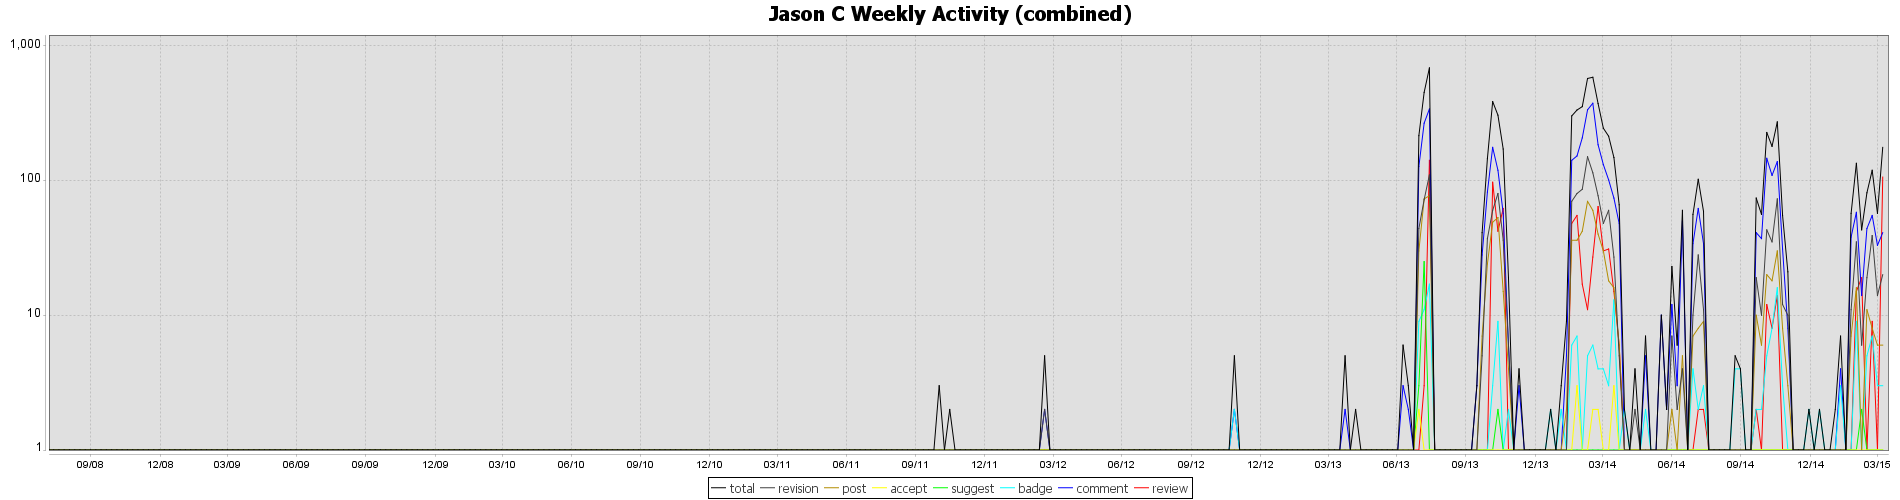 Jason C Weekly Activity (combined)
1,000
100
10
1
09/08 12/08 03/09 06/09 09/09 12/09 03/10 06/10 09/10 12/10 03/11 06/11 09/11 12/11 03/12 06/12 09/12 12/12 03/13 06/13 09/13 12/13 03/14 06/14 09/14 12/14 03/15
total revision post accept suggest badge comment review